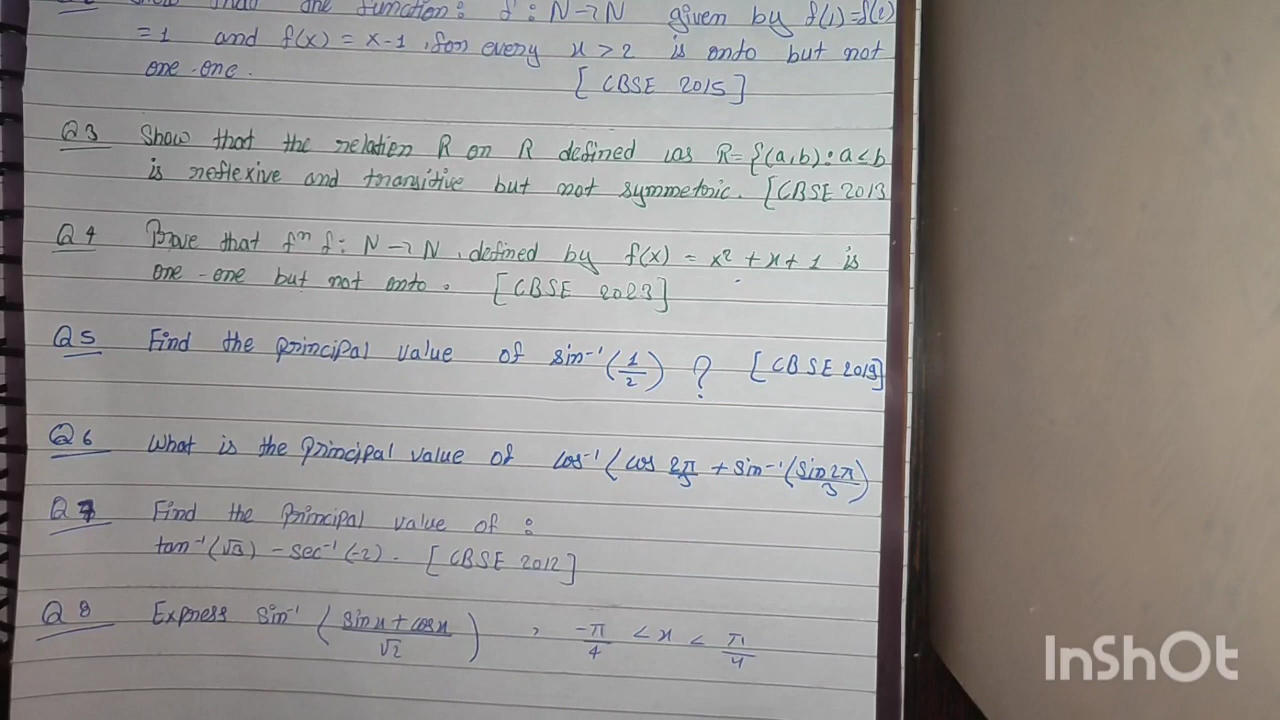 Show that the function: f : N→N given by f(1)=f(2)
=1 and f(x) = x-1, for every x > 2 is onto but not
one-one. [CBSE 2015]
Q3 Show that the relation R on R defined as R={(a,b): a<b
is reflexive and transitive but not symmetric. [CBSE 2013
Q4 Prove that fⁿ f: N→N, defined by f(x) = x² + x + 1 is
one-one but not onto. [CBSE 2023]
Q5 Find the principal value of sin⁻¹(1/2) ? [CBSE 2019]
Q6 What is the principal value of cos⁻¹(cos 2π/3 + sin⁻¹(sin 2π/3)
Q7 Find the principal value of :
tan⁻¹(√3) - sec⁻¹(-2). [CBSE 2012]
Q8 Express sin⁻¹ ( sin x + cos x / √2 ) , -π/4 < x < π/4
InShOt